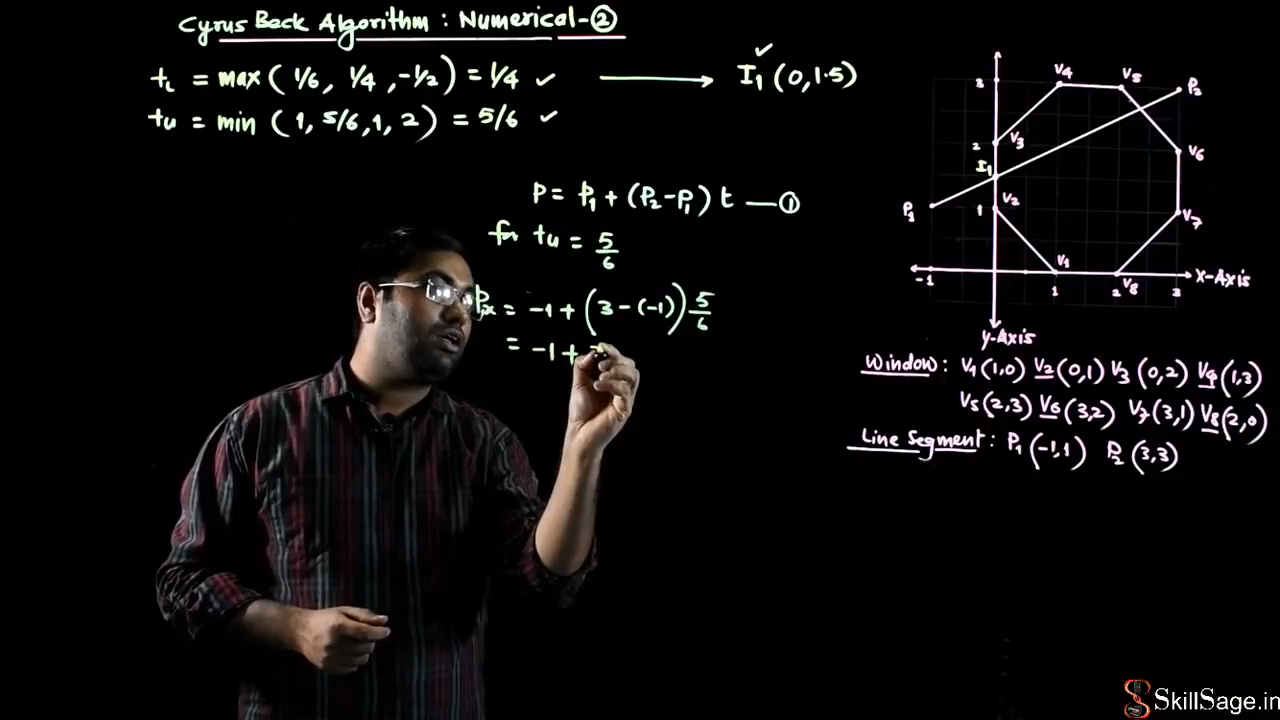 Cyrus Beck Algorithm : Numerical-②
tL = max ( 1/6, 1/4, -1/2 ) = 1/4 ✓ ⟶ I1 (0, 1.5) ✓
tu = min ( 1, 5/6, 1, 2 ) = 5/6 ✓
P = P1 + (P2 - P1) t — ①
for tu = 5/6
Px = -1 + (3 - (-1)) 5/6
= -1 +
3
V4
V5
P2
2
V3
V6
I1
P1
1
V2
V7
-1
V1
1
2
V8
3
X-Axis
Y-Axis
Window : V1 (1,0) V2 (0,1) V3 (0,2) V4 (1,3)
V5 (2,3) V6 (3,2) V7 (3,1) V8 (2,0)
Line Segment : P1 (-1,1) P2 (3,3)
SkillSage.in